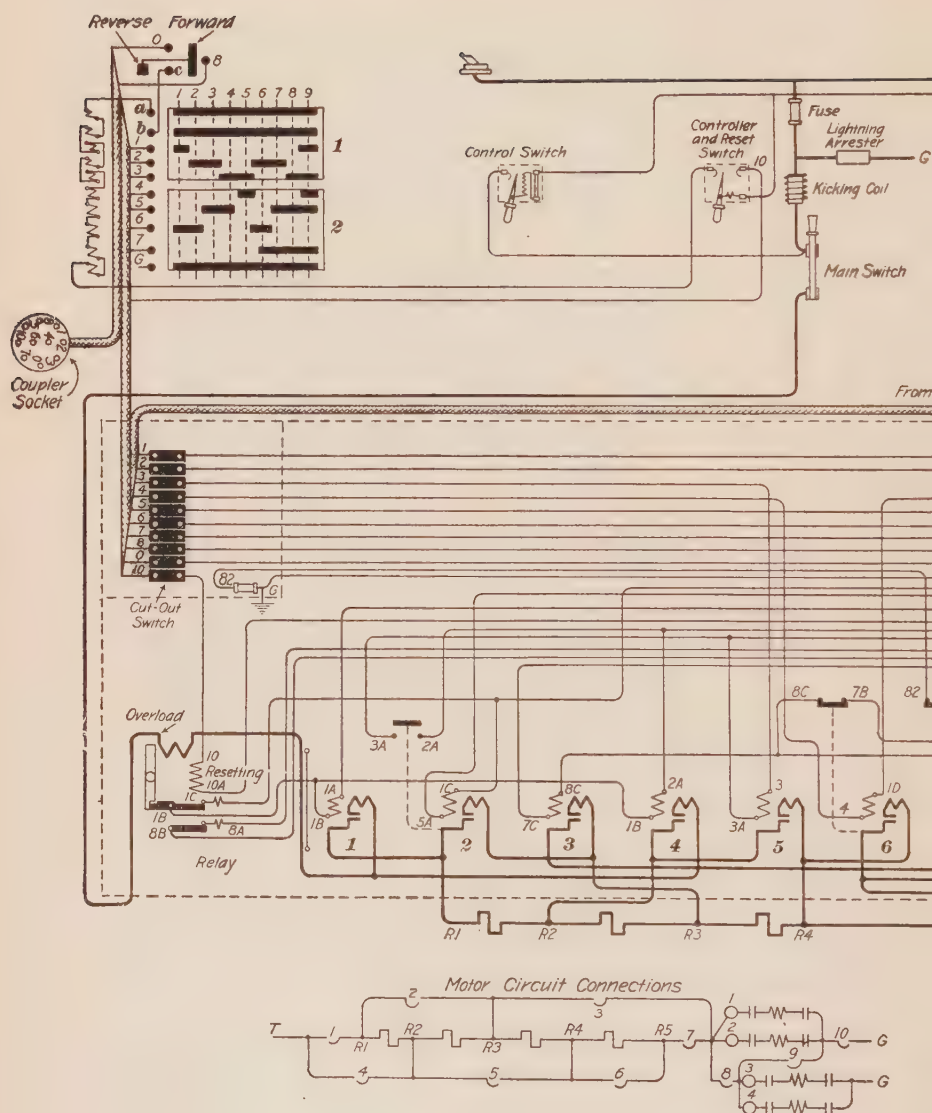 Reverse Forward
0
c
8
1 2 3 4 5 6 7 8 9
a
b
1
2
3
4
5
6
7
G
1
2
Control Switch
Controller
and Reset
Switch
10
Fuse
Lightning
Arrester
G
Kicking Coil
Main Switch
Coupler
Socket
From
1
2
3
4
5
6
7
8
0
10
82
G
Cut-Out
Switch
Overload
10
Resetting
10A
1C
1B
8B
8A
Relay
3A 2A
8C 7B 82
1A
1B
1
1C
5A
2
8C
7C
3
2A
1B
4
3
3A
5
4
1D
6
R1 R2 R3 R4
Motor Circuit Connections
T
1
2
3
R1 R2 R3 R4 R5
4 5 6
7
8
1
2
9
10 G
3
4
G